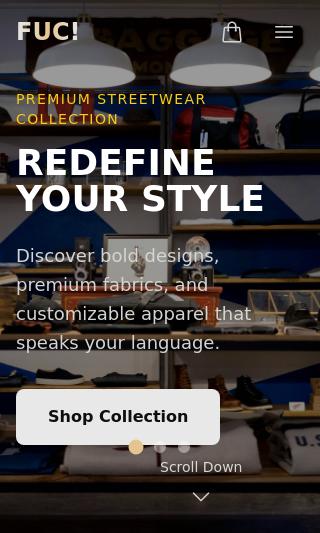 FUC!
PREMIUM STREETWEAR
COLLECTION
REDEFINE
YOUR STYLE
Discover bold designs,
premium fabrics, and
customizable apparel that
speaks your language.
Shop Collection
Scroll Down